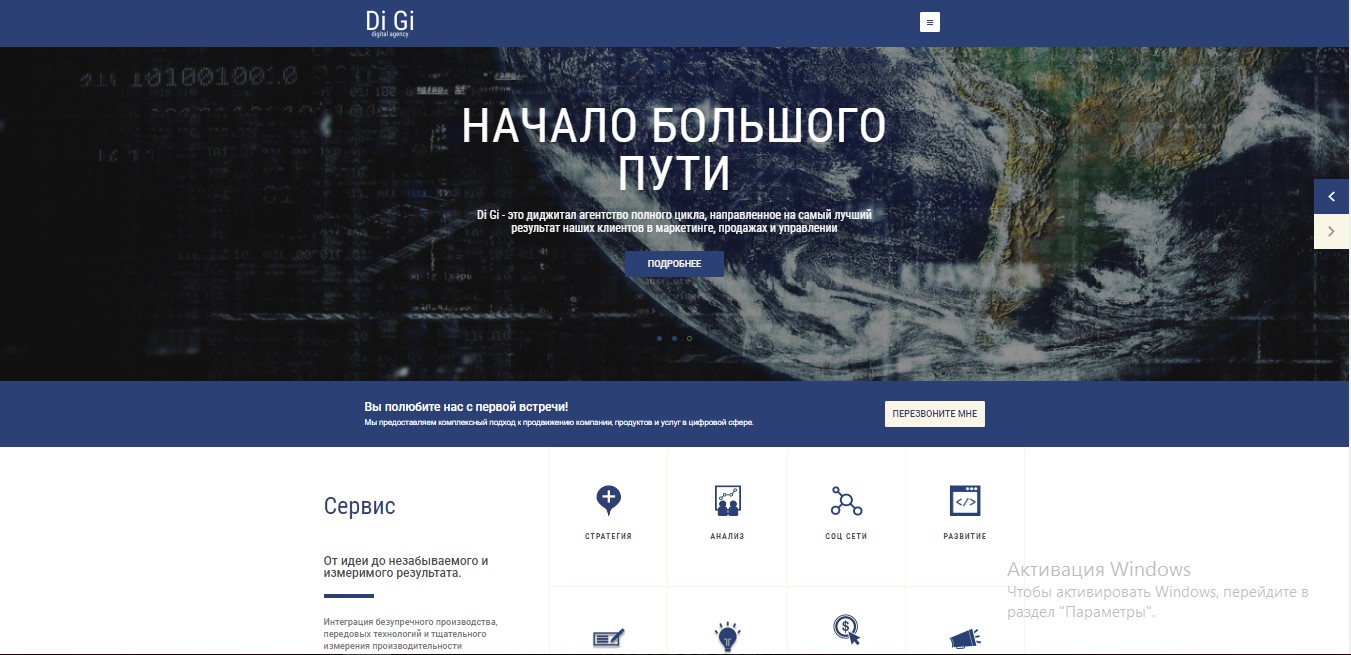 Di Gi
digital agency
НАЧАЛО БОЛЬШОГО
ПУТИ
Di Gi - это диджитал агентство полного цикла, направленное на самый лучший
результат наших клиентов в маркетинге, продажах и управлении
ПОДРОБНЕЕ
Вы полюбите нас с первой встречи!
Мы предоставляем комплексный подход к продвижению компании, продуктов и услуг в цифровой сфере.
ПЕРЕЗВОНИТЕ МНЕ
Сервис
От идеи до незабываемого и
измеримого результата.
Интеграция безупречного производства,
передовых технологий и тщательного
измерения производительности
СТРАТЕГИЯ
АНАЛИЗ
СОЦ СЕТИ
РАЗВИТИЕ
Активация Windows
Чтобы активировать Windows, перейдите в
раздел "Параметры".